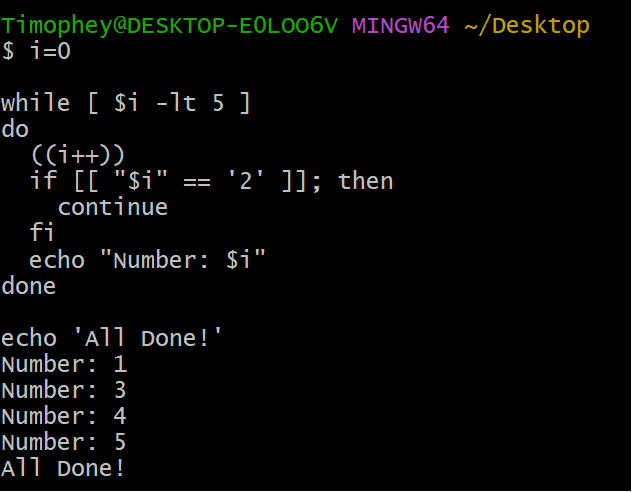 Timophey@DESKTOP-E0LOO6V MINGW64 ~/Desktop
$ i=0
while [ $i -lt 5 ]
do
  ((i++))
  if [[ "$i" == '2' ]]; then
    continue
  fi
  echo "Number: $i"
done
echo 'All Done!'
Number: 1
Number: 3
Number: 4
Number: 5
All Done!